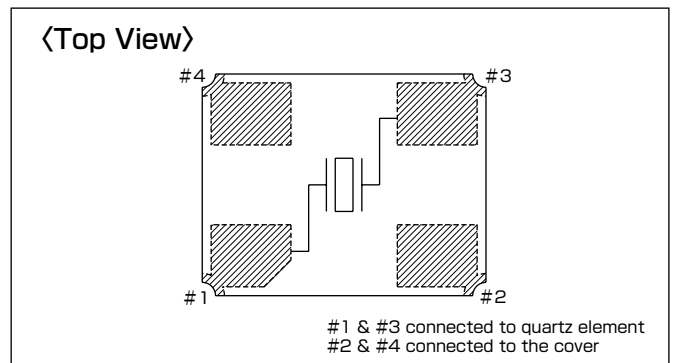 〈Top View〉
#4 #3
#1 #2
#1 & #3 connected to quartz element
#2 & #4 connected to the cover